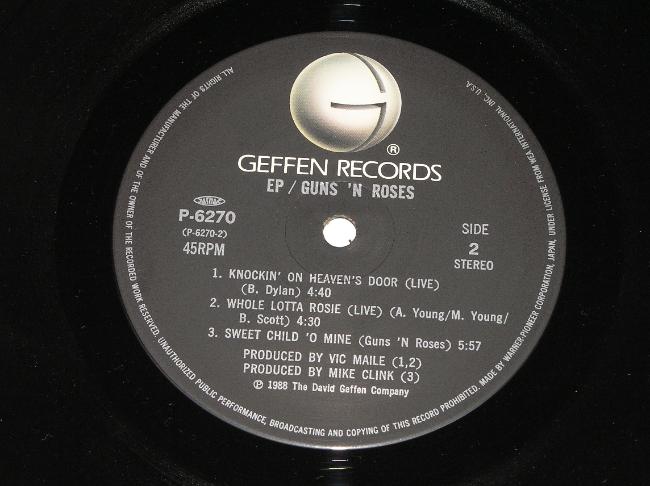 ®
GEFFEN RECORDS
EP / GUNS 'N ROSES
P-6270
(P-6270-2)
45RPM
SIDE
2
STEREO
1. KNOCKIN' ON HEAVEN'S DOOR (LIVE)
(B. Dylan) 4:40
2. WHOLE LOTTA ROSIE (LIVE) (A. Young/M. Young/
B. Scott) 4:30
3. SWEET CHILD 'O MINE (Guns 'N Roses) 5:57
PRODUCED BY VIC MAILE (1,2)
PRODUCED BY MIKE CLINK (3)
℗ 1988 The David Geffen Company
ALL RIGHTS OF THE MANUFACTURER AND OF THE OWNER OF THE RECORDED WORK RESERVED. UNAUTHORIZED PUBLIC PERFORMANCE, BROADCASTING AND COPYING OF THIS RECORD PROHIBITED. MADE BY WARNER-PIONEER CORPORATION, JAPAN, UNDER LICENSE FROM WEA INTERNATIONAL INC., U.S.A.